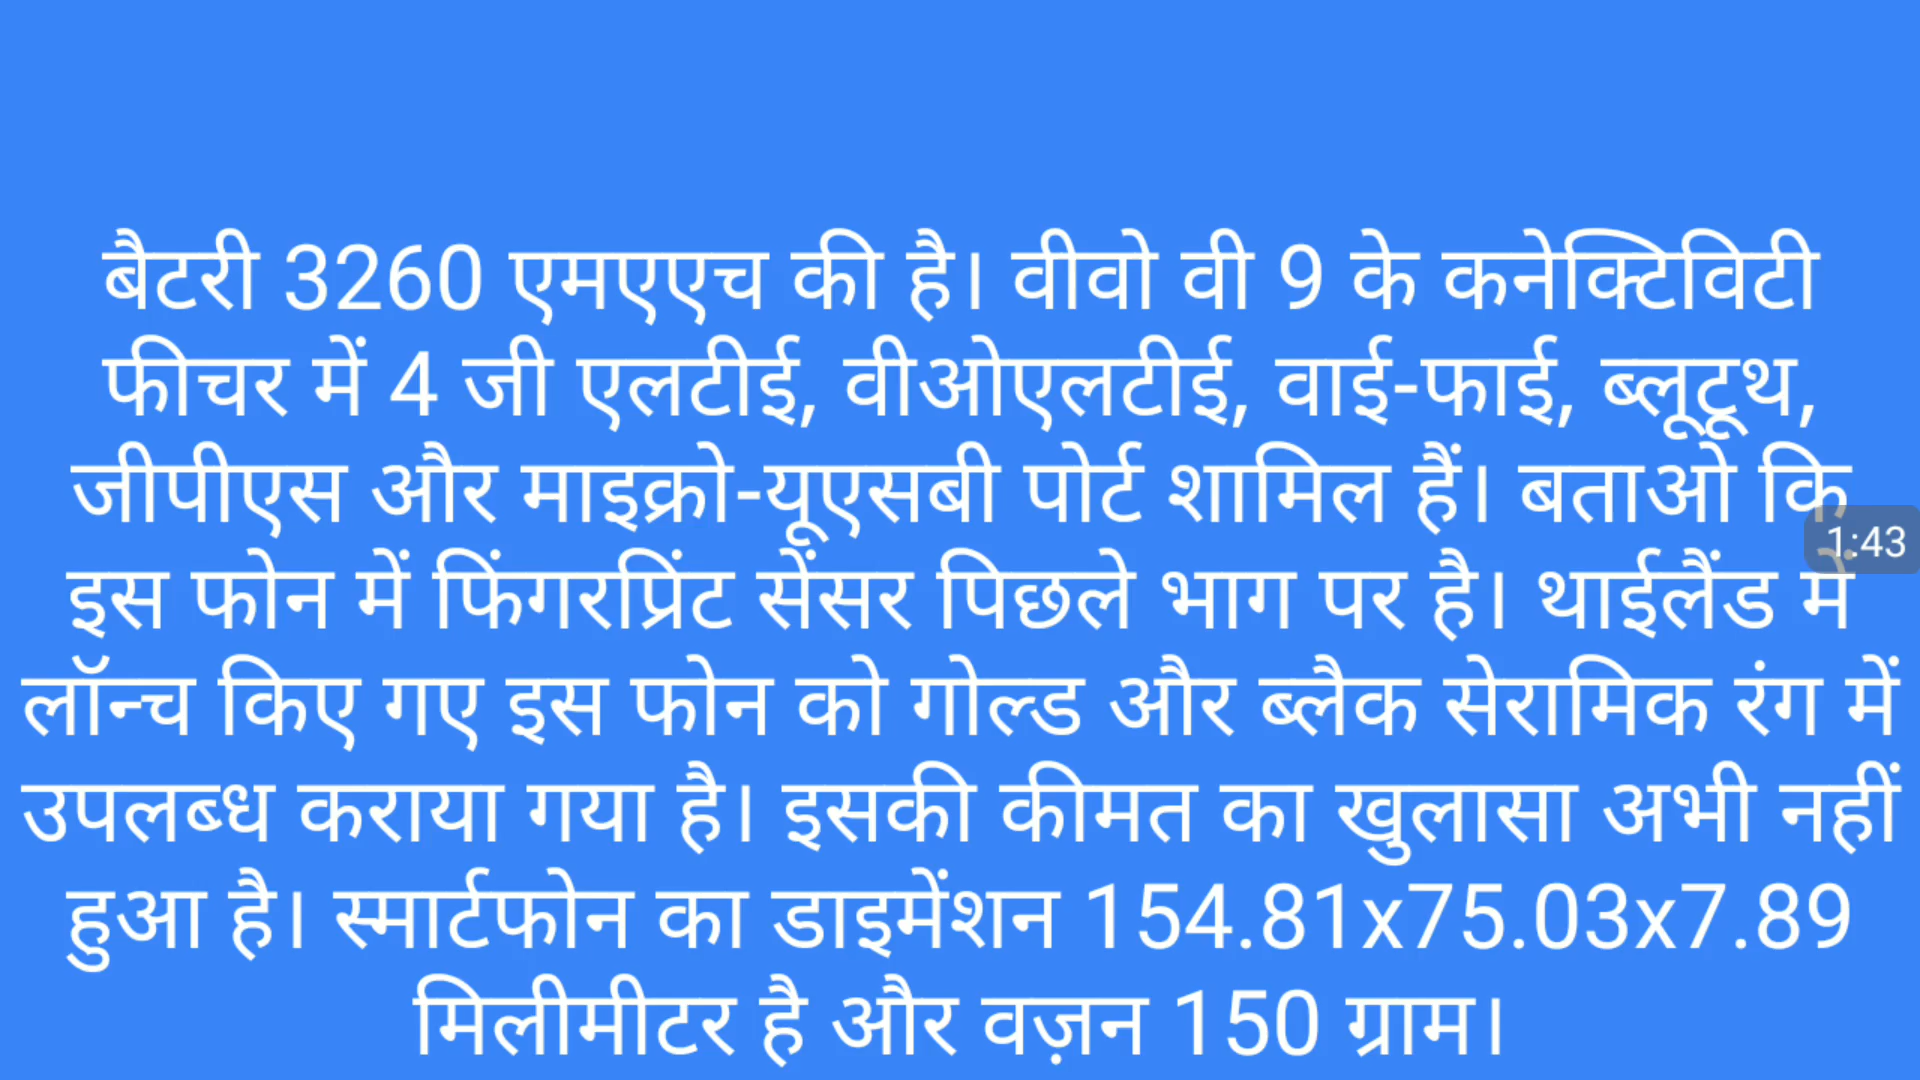 बैटरी 3260 एमएएच की है। वीवो वी 9 के कनेक्टिविटी
फीचर में 4 जी एलटीई, वीओएलटीई, वाई-फाई, ब्लूटूथ,
जीपीएस और माइक्रो-यूएसबी पोर्ट शामिल हैं। बताओ कि
1:43
इस फोन में फिंगरप्रिंट सेंसर पिछले भाग पर है। थाईलैंड में
लॉन्च किए गए इस फोन को गोल्ड और ब्लैक सेरामिक रंग में
उपलब्ध कराया गया है। इसकी कीमत का खुलासा अभी नहीं
हुआ है। स्मार्टफोन का डाइमेंशन 154.81x75.03x7.89
मिलीमीटर है और वज़न 150 ग्राम।